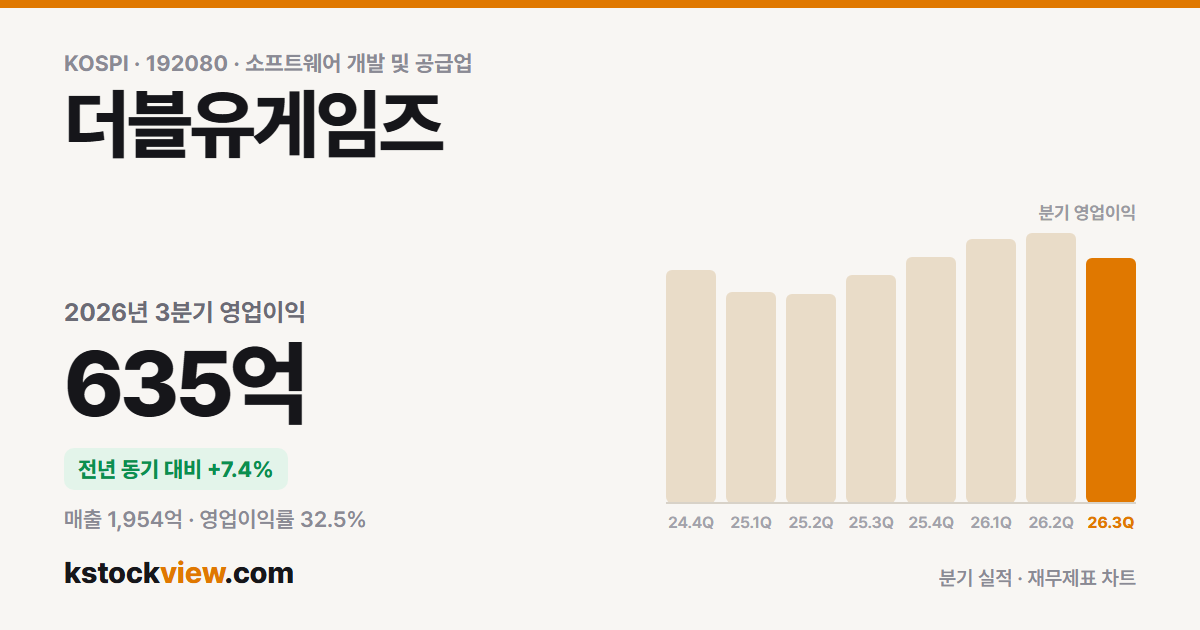 KOSPI · 192080 · 소프트웨어 개발 및 공급업
더블유게임즈
2026년 3분기 영업이익
635억
전년 동기 대비 +7.4%
매출 1,954억 · 영업이익률 32.5%
kstockview.com
분기 영업이익
24.4Q 25.1Q 25.2Q 25.3Q 25.4Q 26.1Q 26.2Q 26.3Q
분기 실적 · 재무제표 차트